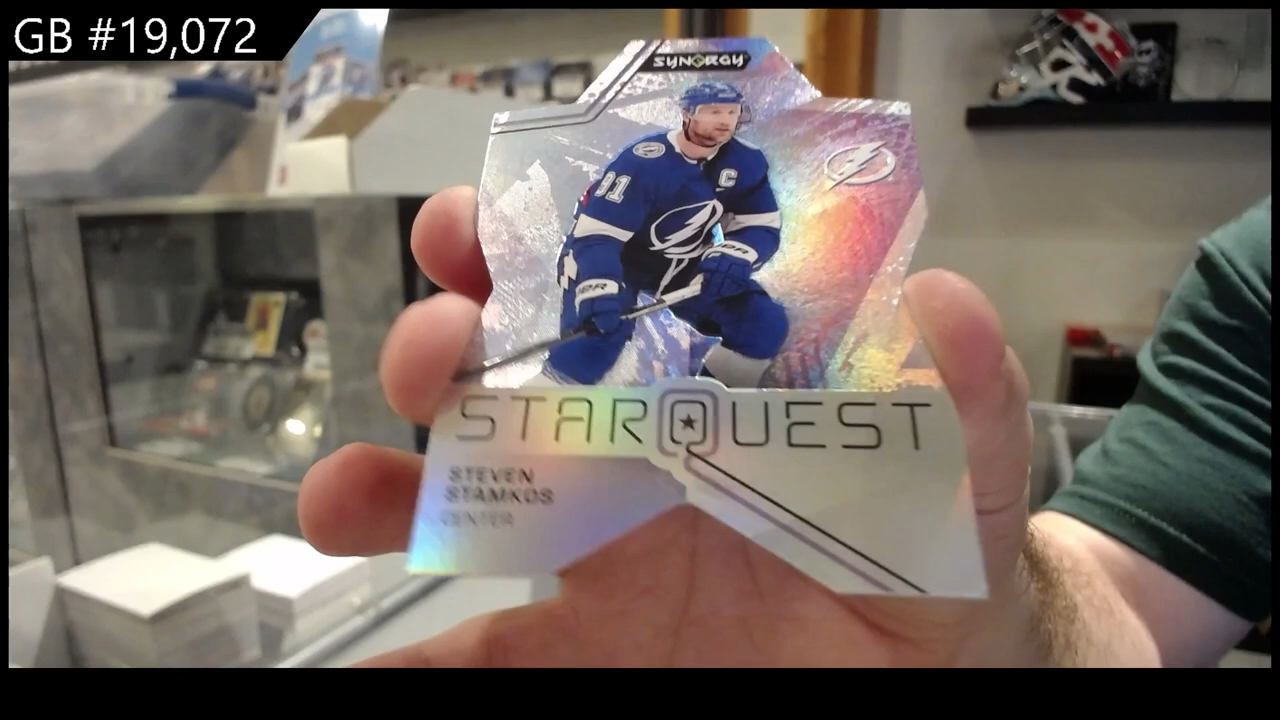 GB #19,072
SYNERGY
91
C
STARQUEST
STEVEN
STAMKOS
CENTER